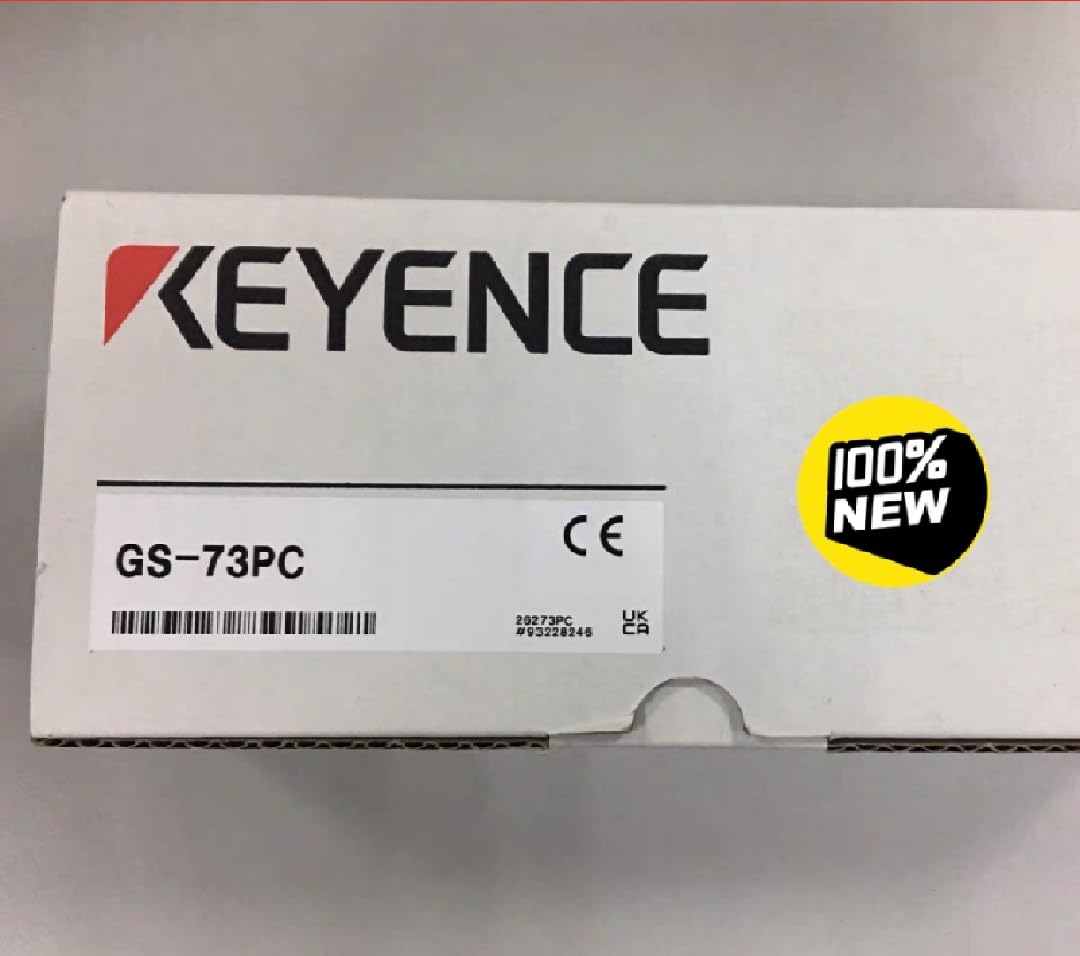 KEYENCE
100%
NEW
CE
GS-73PC
26273PC
#93228246
UK
CA